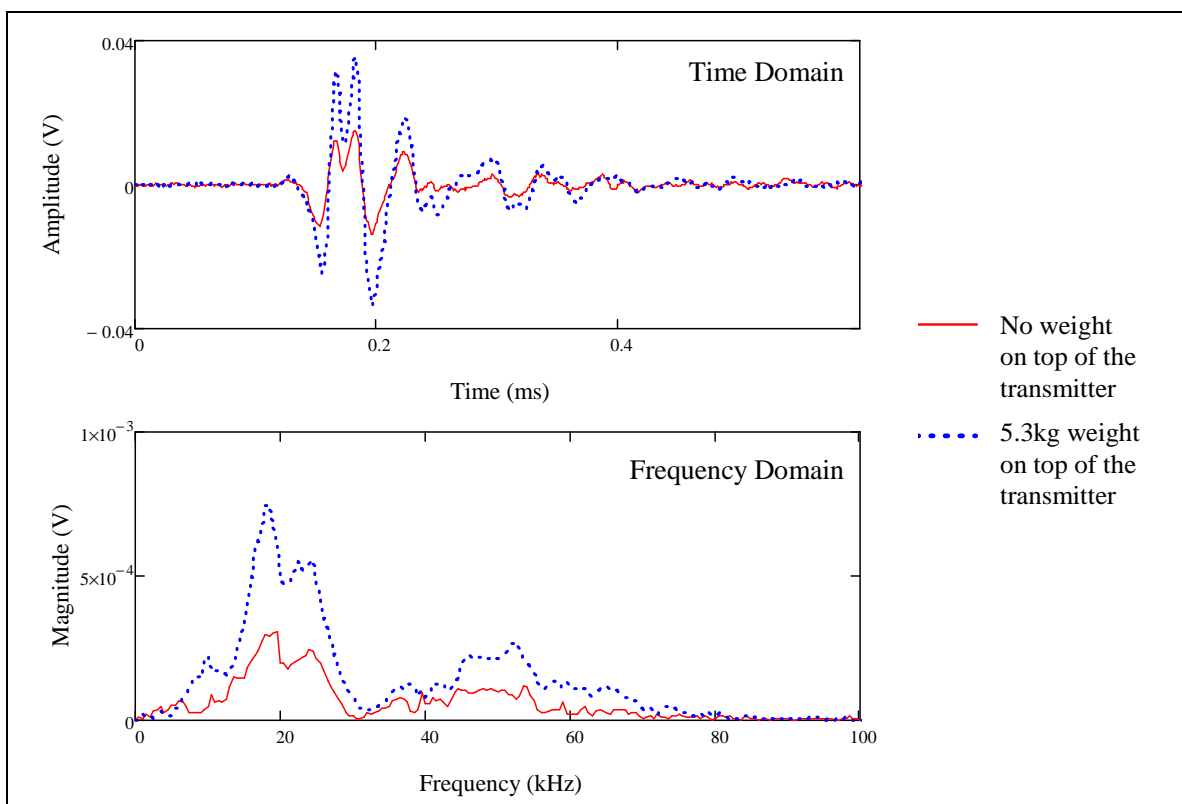 0.04
Time Domain
Amplitude (V)
0
− 0.04
0
0.2
0.4
Time (ms)
No weight
on top of the
transmitter
5.3kg weight
on top of the
transmitter
1×10⁻³
Frequency Domain
Magnitude (V)
5×10⁻⁴
0
0
20
40
60
80
100
Frequency (kHz)